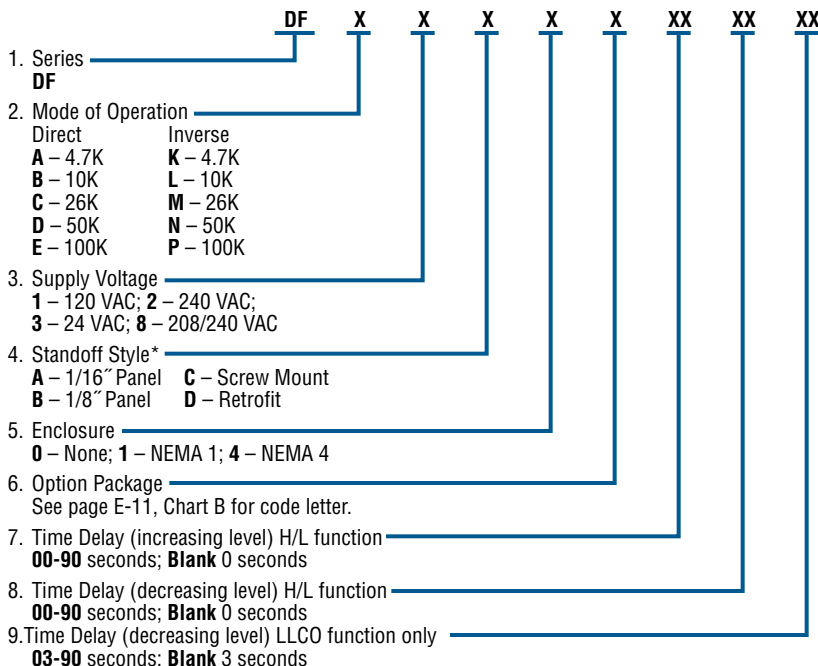 DF X X X X X XX XX XX
1. Series
DF
2. Mode of Operation
Direct Inverse
A – 4.7K K – 4.7K
B – 10K L – 10K
C – 26K M – 26K
D – 50K N – 50K
E – 100K P – 100K
3. Supply Voltage
1 – 120 VAC; 2 – 240 VAC;
3 – 24 VAC; 8 – 208/240 VAC
4. Standoff Style*
A – 1/16˝ Panel C – Screw Mount
B – 1/8˝ Panel D – Retrofit
5. Enclosure
0 – None; 1 – NEMA 1; 4 – NEMA 4
6. Option Package
See page E-11, Chart B for code letter.
7. Time Delay (increasing level) H/L function
00-90 seconds; Blank 0 seconds
8. Time Delay (decreasing level) H/L function
00-90 seconds; Blank 0 seconds
9.Time Delay (decreasing level) LLCO function only
03-90 seconds; Blank 3 seconds